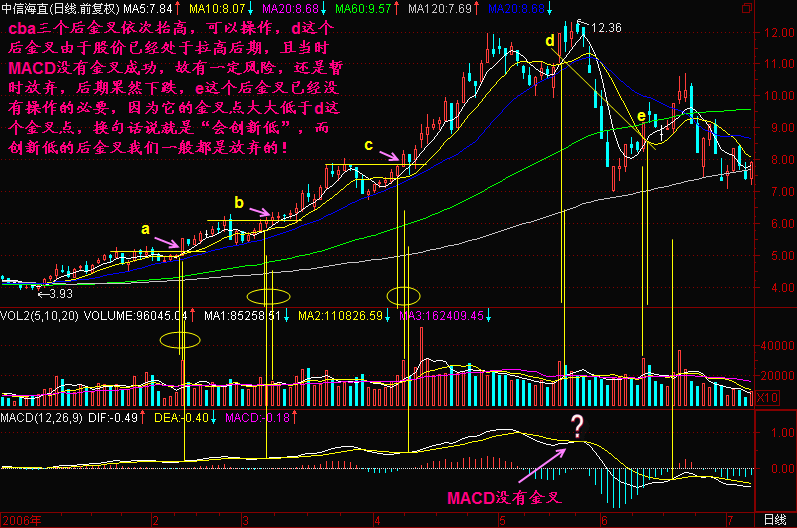 中信海直(日线.前复权) MA5:7.84↑ MA10:8.07↓ MA20:8.68↓ MA60:9.57↑ MA120:7.69↑ MA20:8.68↓
cba三个后金叉依次抬高，可以操作，d这个
后金叉由于股价已经处于拉高后期，且当时
MACD没有金叉成功，故有一定风险，还是暂
时放弃，后期果然下跌，e这个后金叉已经没
有操作的必要，因为它的金叉点大大低于d这
个金叉点，换句话说就是“会创新低”，而
创新低的后金叉我们一般都是放弃的！
12.36
d
e
c
b
a
←3.93
12.00
11.00
10.00
9.00
8.00
7.00
6.00
5.00
4.00
VOL2(5,10,20) VOLUME:96045.04↑ MA1:85258.51↓ MA2:110826.59↓ MA3:162409.45↓
40000
20000
X10
MACD(12,26,9) DIF:-0.49↑ DEA:-0.40↓ MACD:-0.18↑
?
1.00
0.00
MACD没有金叉
2006年 2 3 4 5 6 7 日线